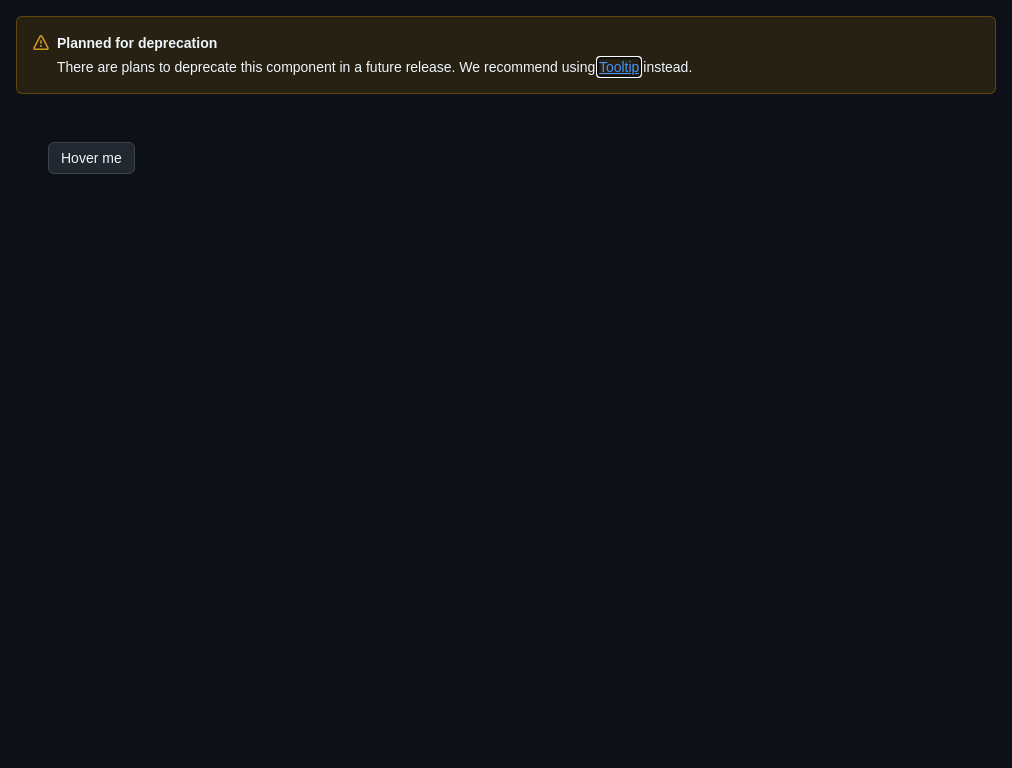 Planned for deprecation
There are plans to deprecate this component in a future release. We recommend using Tooltip instead.
Hover me